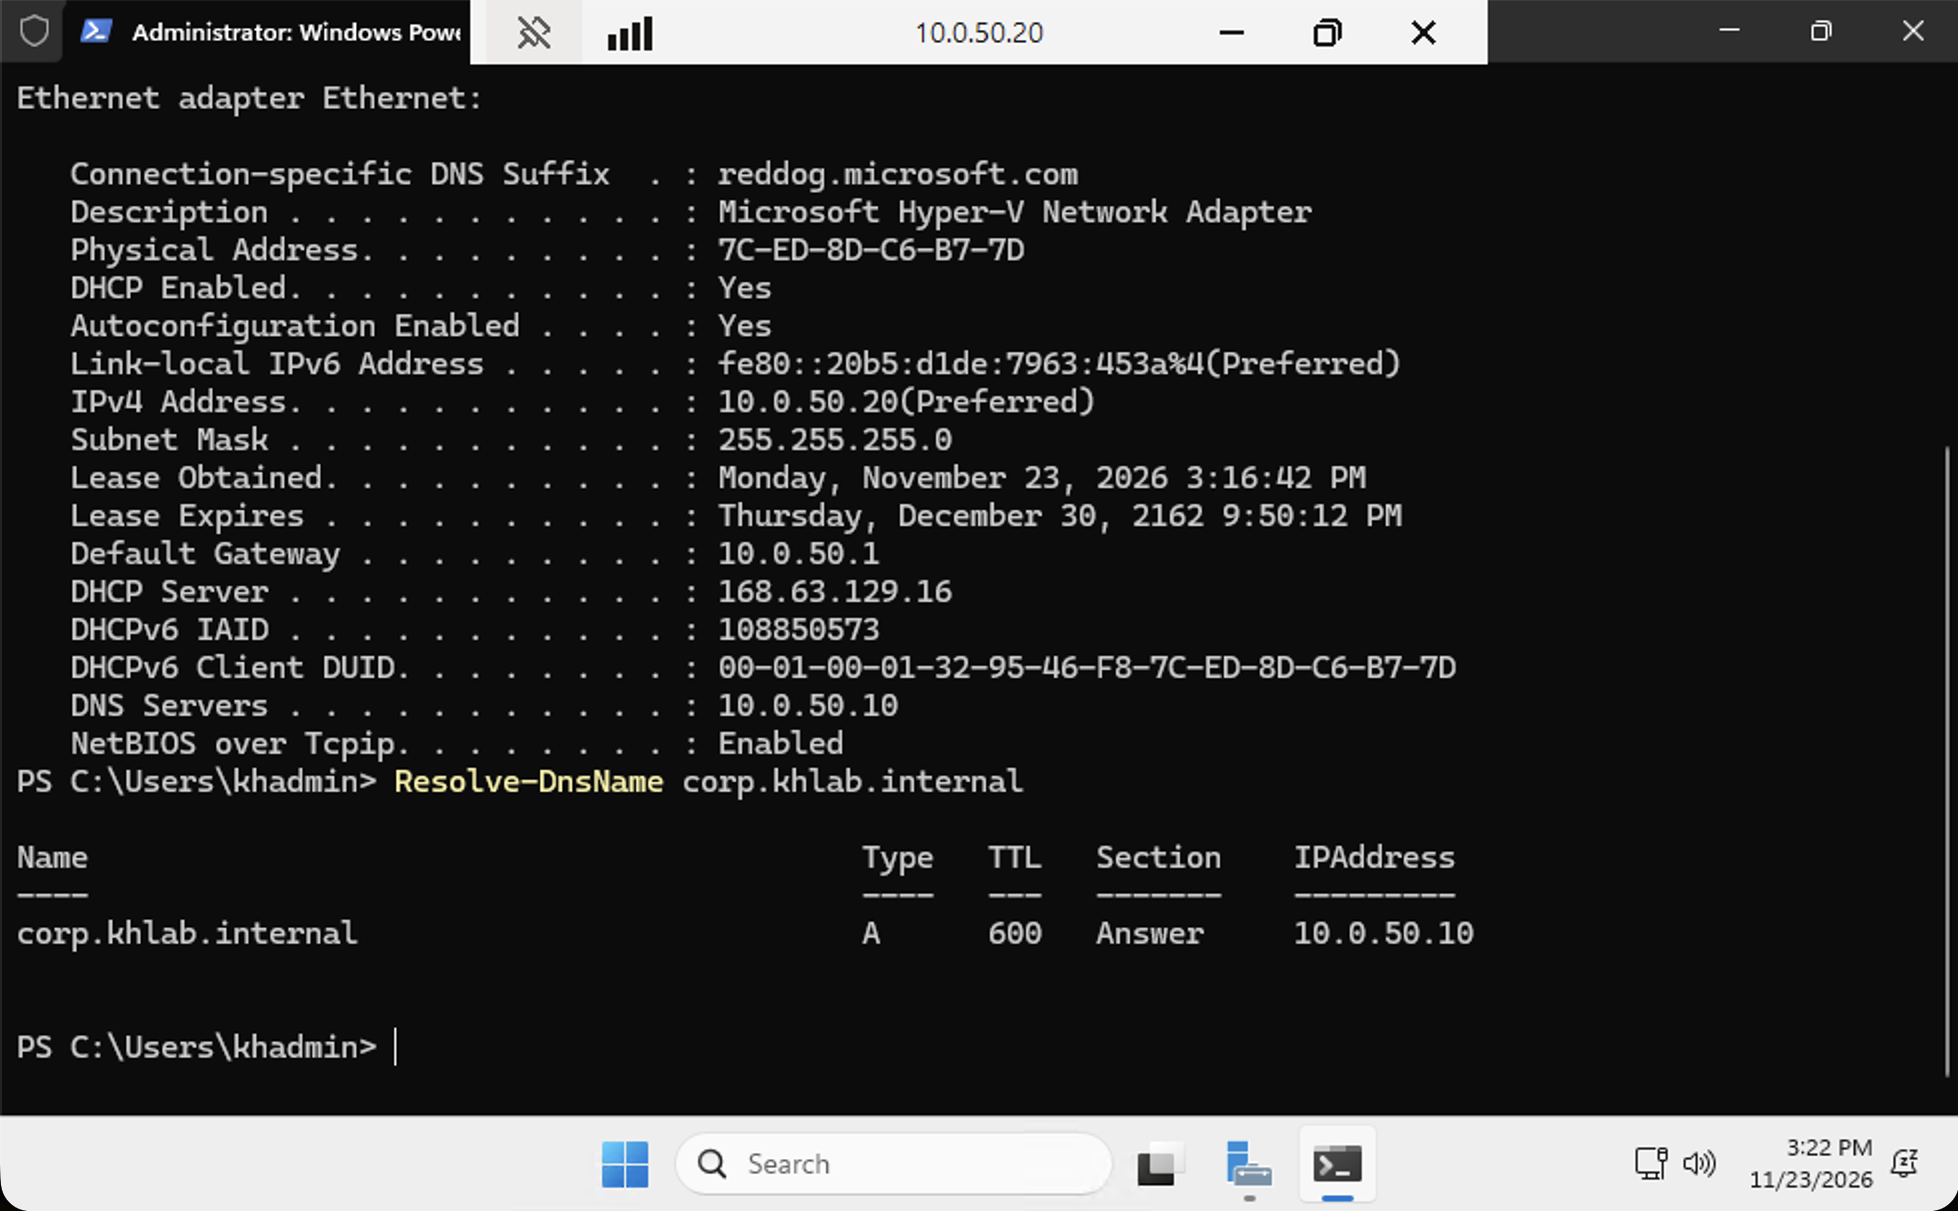 Administrator: Windows Powe
10.0.50.20
Ethernet adapter Ethernet:
Connection-specific DNS Suffix  . : reddog.microsoft.com
Description . . . . . . . . . . . : Microsoft Hyper-V Network Adapter
Physical Address. . . . . . . . . : 7C-ED-8D-C6-B7-7D
DHCP Enabled. . . . . . . . . . . : Yes
Autoconfiguration Enabled . . . . : Yes
Link-local IPv6 Address . . . . . : fe80::20b5:d1de:7963:453a%4(Preferred)
IPv4 Address. . . . . . . . . . . : 10.0.50.20(Preferred)
Subnet Mask . . . . . . . . . . . : 255.255.255.0
Lease Obtained. . . . . . . . . . : Monday, November 23, 2026 3:16:42 PM
Lease Expires . . . . . . . . . . : Thursday, December 30, 2162 9:50:12 PM
Default Gateway . . . . . . . . . : 10.0.50.1
DHCP Server . . . . . . . . . . . : 168.63.129.16
DHCPv6 IAID . . . . . . . . . . . : 108850573
DHCPv6 Client DUID. . . . . . . . : 00-01-00-01-32-95-46-F8-7C-ED-8D-C6-B7-7D
DNS Servers . . . . . . . . . . . : 10.0.50.10
NetBIOS over Tcpip. . . . . . . . : Enabled
PS C:\Users\khadmin> Resolve-DnsName corp.khlab.internal
Name Type TTL Section IPAddress
---- ---- --- ------- ---------
corp.khlab.internal A 600 Answer 10.0.50.10
PS C:\Users\khadmin>
Search
3:22 PM
11/23/2026